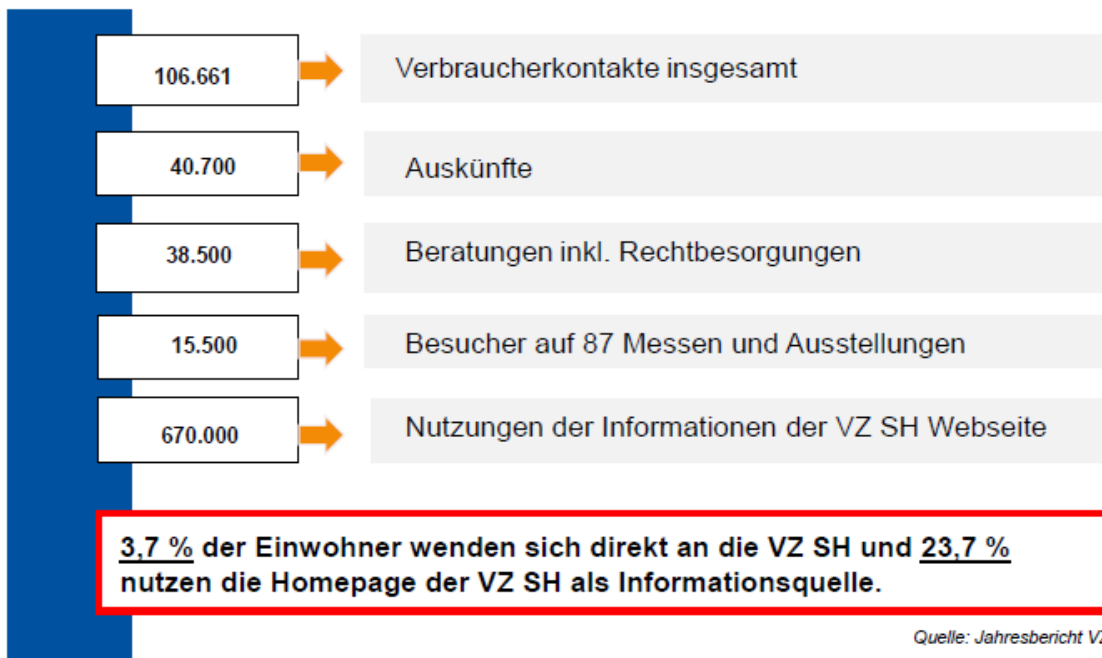 106.661 Verbraucherkontakte insgesamt
40.700 Auskünfte
38.500 Beratungen inkl. Rechtbesorgungen
15.500 Besucher auf 87 Messen und Ausstellungen
670.000 Nutzungen der Informationen der VZ SH Webseite
3,7 % der Einwohner wenden sich direkt an die VZ SH und 23,7 %
nutzen die Homepage der VZ SH als Informationsquelle.
Quelle: Jahresbericht VZ